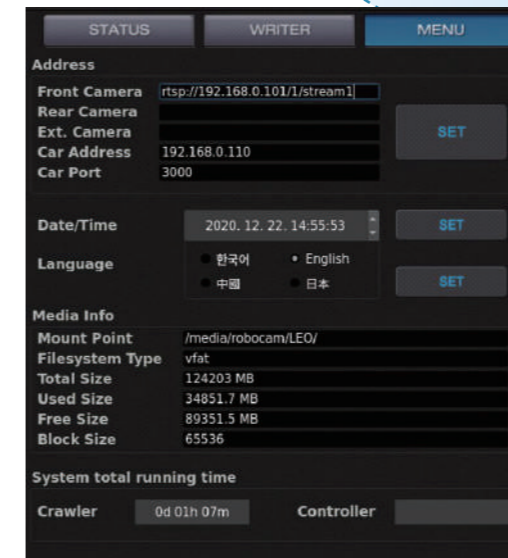 STATUS WRITER MENU
Address
Front Camera rtsp://192.168.0.101/1/stream1
Rear Camera
Ext. Camera
SET
Car Address 192.168.0.110
Car Port 3000
Date/Time 2020. 12. 22. 14:55:53 SET
Language 한국어 English
中國 日本 SET
Media Info
Mount Point /media/robocam/LEO/
Filesystem Type vfat
Total Size 124203 MB
Used Size 34851.7 MB
Free Size 89351.5 MB
Block Size 65536
System total running time
Crawler 0d 01h 07m Controller